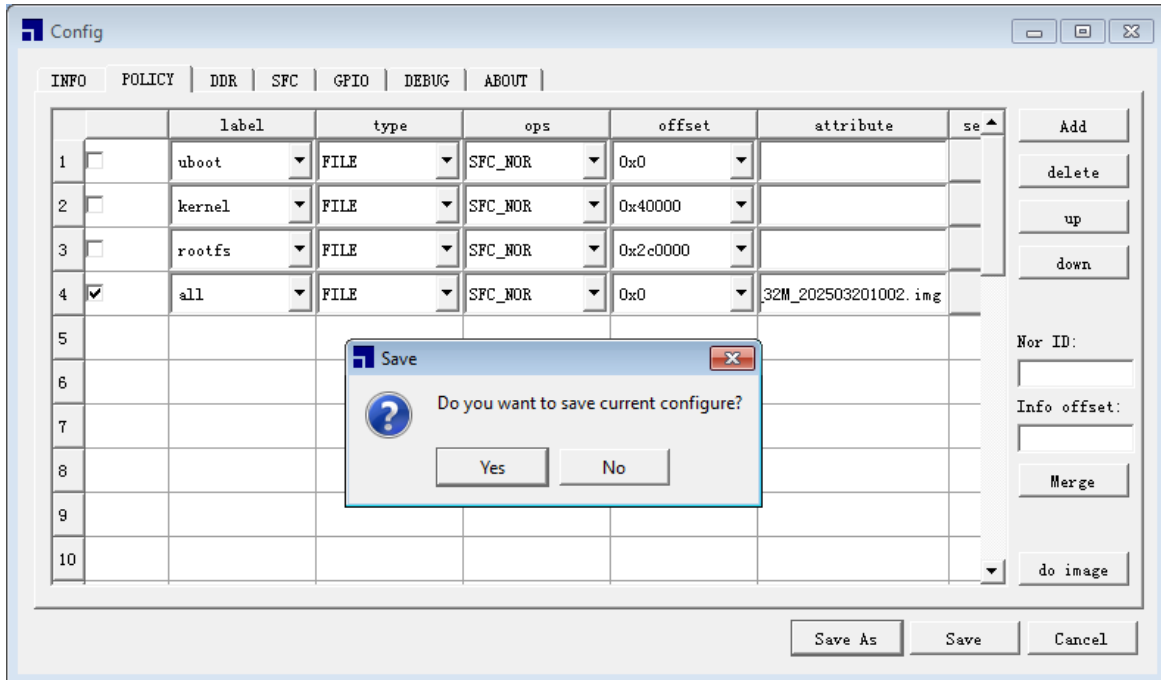 Config
INFO POLICY DDR SFC GPIO DEBUG ABOUT
label type ops offset attribute se
Add
1 uboot FILE SFC_NOR 0x0
delete
2 kernel FILE SFC_NOR 0x40000
up
3 rootfs FILE SFC_NOR 0x2c0000
down
4 all FILE SFC_NOR 0x0 _32M_202503201002.img
5
Nor ID:
Save
6
Do you want to save current configure?
Info offset:
7
8
Yes No
Merge
9
10
do image
Save As Save Cancel